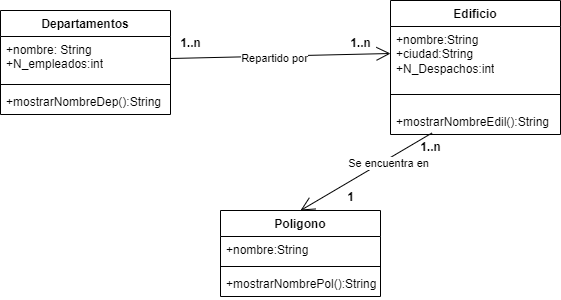 Departamentos
+nombre: String
+N_empleados:int
+mostrarNombreDep():String
1..n
Repartido por
1..n
Edificio
+nombre:String
+ciudad:String
+N_Despachos:int
+mostrarNombreEdil():String
1..n
Se encuentra en
1
Poligono
+nombre:String
+mostrarNombrePol():String